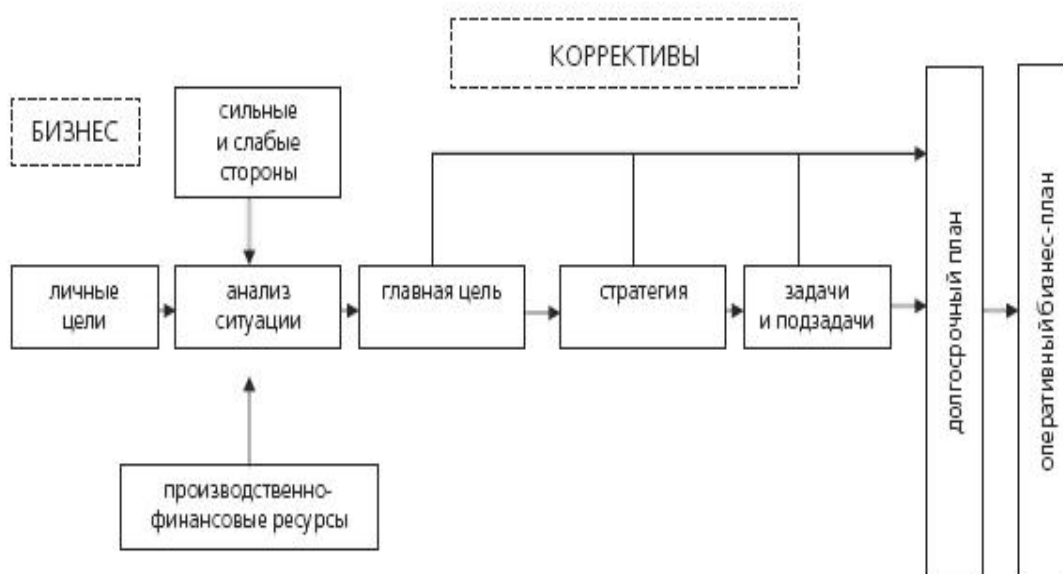 КОРРЕКТИВЫ
БИЗНЕС
сильные
и слабые
стороны
личные
цели
анализ
ситуации
главная цель
стратегия
задачи
и подзадачи
производственно-
финансовые ресурсы
долгосрочный план
оперативный бизнес-план